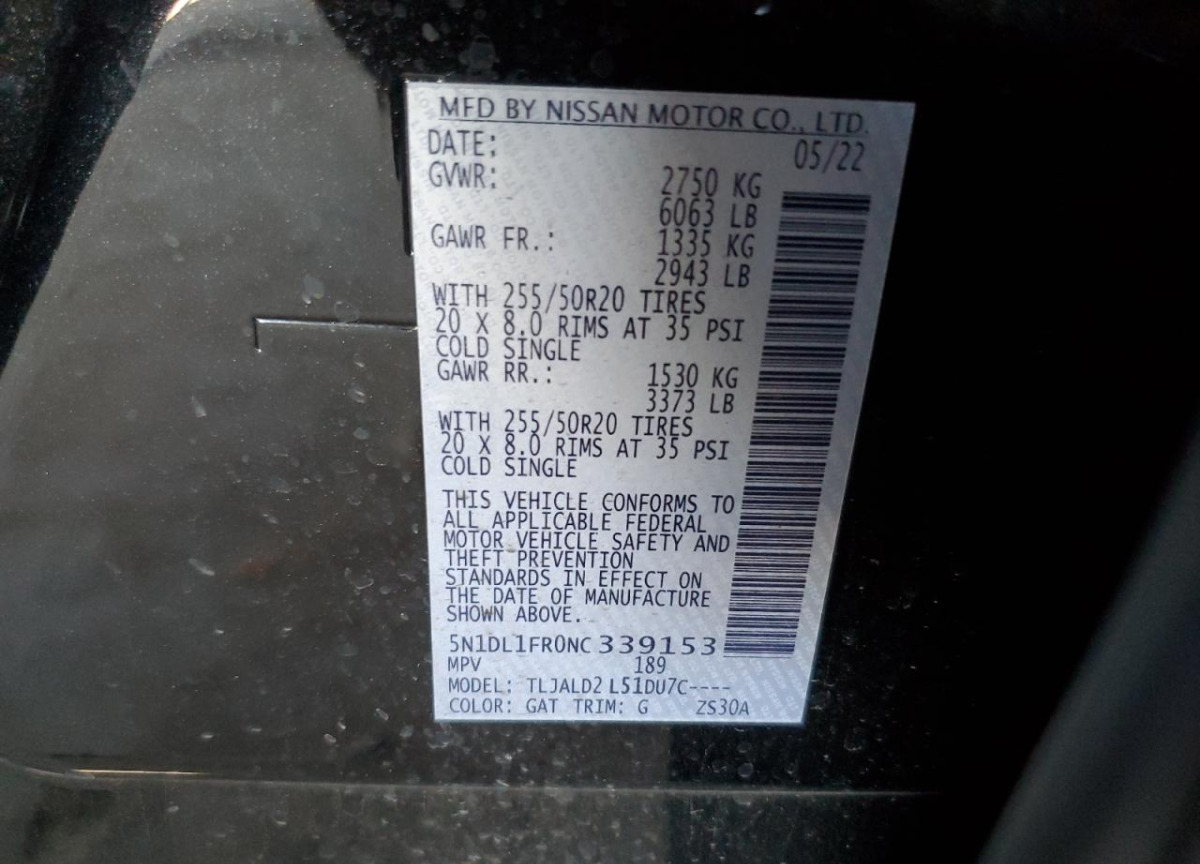 MFD BY NISSAN MOTOR CO., LTD.
DATE: 05/22
GVWR: 2750 KG
6063 LB
GAWR FR.: 1335 KG
2943 LB
WITH 255/50R20 TIRES
20 X 8.0 RIMS AT 35 PSI
COLD SINGLE
GAWR RR.: 1530 KG
3373 LB
WITH 255/50R20 TIRES
20 X 8.0 RIMS AT 35 PSI
COLD SINGLE
THIS VEHICLE CONFORMS TO
ALL APPLICABLE FEDERAL
MOTOR VEHICLE SAFETY AND
THEFT PREVENTION
STANDARDS IN EFFECT ON
THE DATE OF MANUFACTURE
SHOWN ABOVE.
5N1DL1FR0NC 339153
MPV 189
MODEL: TLJALD2 L51DU7C----
COLOR: GAT TRIM: G ZS30A